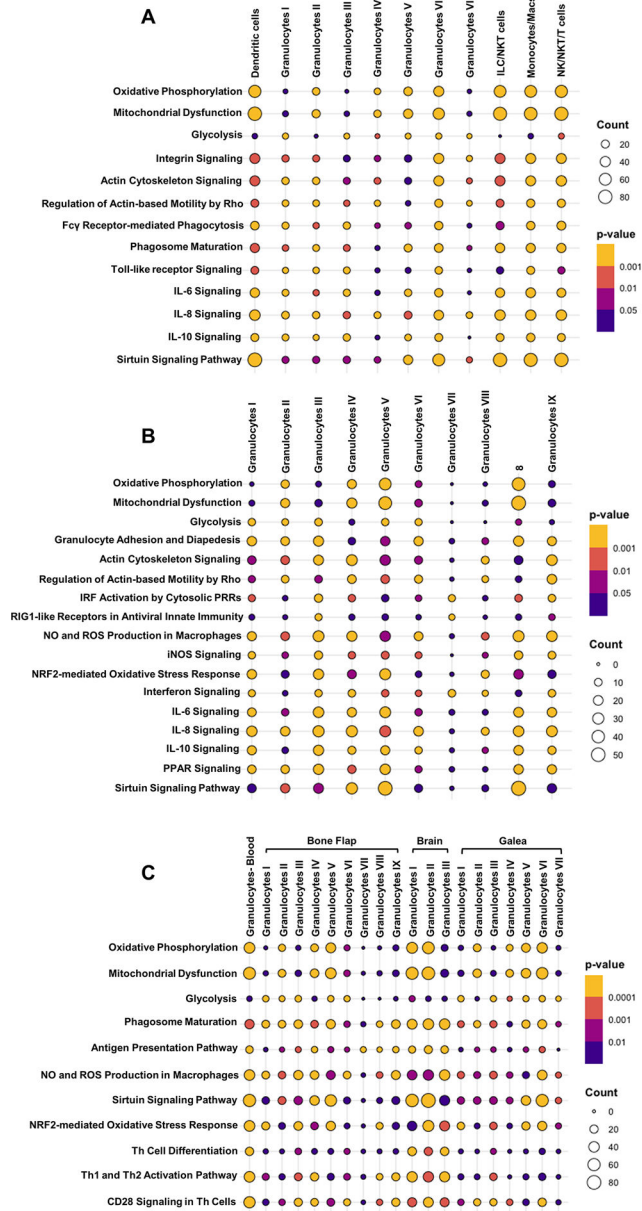 A
Dendritic cells
Granulocytes I
Granulocytes II
Granulocytes III
Granulocytes IV
Granulocytes V
Granulocytes VI
Granulocytes VI
ILC/NKT cells
Monocytes/Macs
NK/NKT/T cells
Oxidative Phosphorylation
Mitochondrial Dysfunction
Glycolysis
Integrin Signaling
Actin Cytoskeleton Signaling
Regulation of Actin-based Motility by Rho
Fcγ Receptor-mediated Phagocytosis
Phagosome Maturation
Toll-like receptor Signaling
IL-6 Signaling
IL-8 Signaling
IL-10 Signaling
Sirtuin Signaling Pathway
Count
20
40
60
80
p-value
0.001
0.01
0.05
B
Granulocytes I
Granulocytes II
Granulocytes III
Granulocytes IV
Granulocytes V
Granulocytes VI
Granulocytes VII
Granulocytes VIII
8
Granulocytes IX
Oxidative Phosphorylation
Mitochondrial Dysfunction
Glycolysis
Granulocyte Adhesion and Diapedesis
Actin Cytoskeleton Signaling
Regulation of Actin-based Motility by Rho
IRF Activation by Cytosolic PRRs
RIG1-like Receptors in Antiviral Innate Immunity
NO and ROS Production in Macrophages
iNOS Signaling
NRF2-mediated Oxidative Stress Response
Interferon Signaling
IL-6 Signaling
IL-8 Signaling
IL-10 Signaling
PPAR Signaling
Sirtuin Signaling Pathway
p-value
0.001
0.01
0.05
Count
0
10
20
30
40
50
C
Bone Flap
Brain
Galea
Granulocytes- Blood
Granulocytes I
Granulocytes II
Granulocytes III
Granulocytes IV
Granulocytes V
Granulocytes VI
Granulocytes VII
Granulocytes VIII
Granulocytes IX
Granulocytes I
Granulocytes II
Granulocytes III
Granulocytes I
Granulocytes II
Granulocytes III
Granulocytes IV
Granulocytes V
Granulocytes VI
Granulocytes VII
Oxidative Phosphorylation
Mitochondrial Dysfunction
Glycolysis
Phagosome Maturation
Antigen Presentation Pathway
NO and ROS Production in Macrophages
Sirtuin Signaling Pathway
NRF2-mediated Oxidative Stress Response
Th Cell Differentiation
Th1 and Th2 Activation Pathway
CD28 Signaling in Th Cells
p-value
0.0001
0.001
0.01
Count
0
20
40
60
80